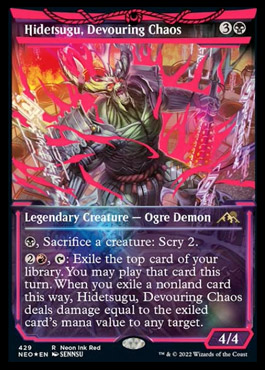 Hidetsugu, Devouring Chaos 3
Legendary Creature — Ogre Demon
, Sacrifice a creature: Scry 2.
2 , : Exile the top card of your
library. You may play that card this
turn. When you exile a nonland card
this way, Hidetsugu, Devouring Chaos
deals damage equal to the exiled
card's mana value to any target.
4/4
429 R Neon Ink Red
NEO EN SENNSU
™ & © 2022 Wizards of the Coast